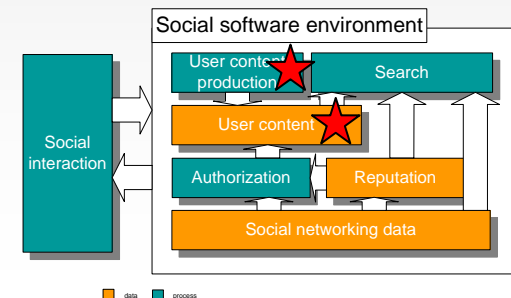 Social software environment
User content
production
Search
User content
Social
interaction
Authorization
Reputation
Social networking data
data
process